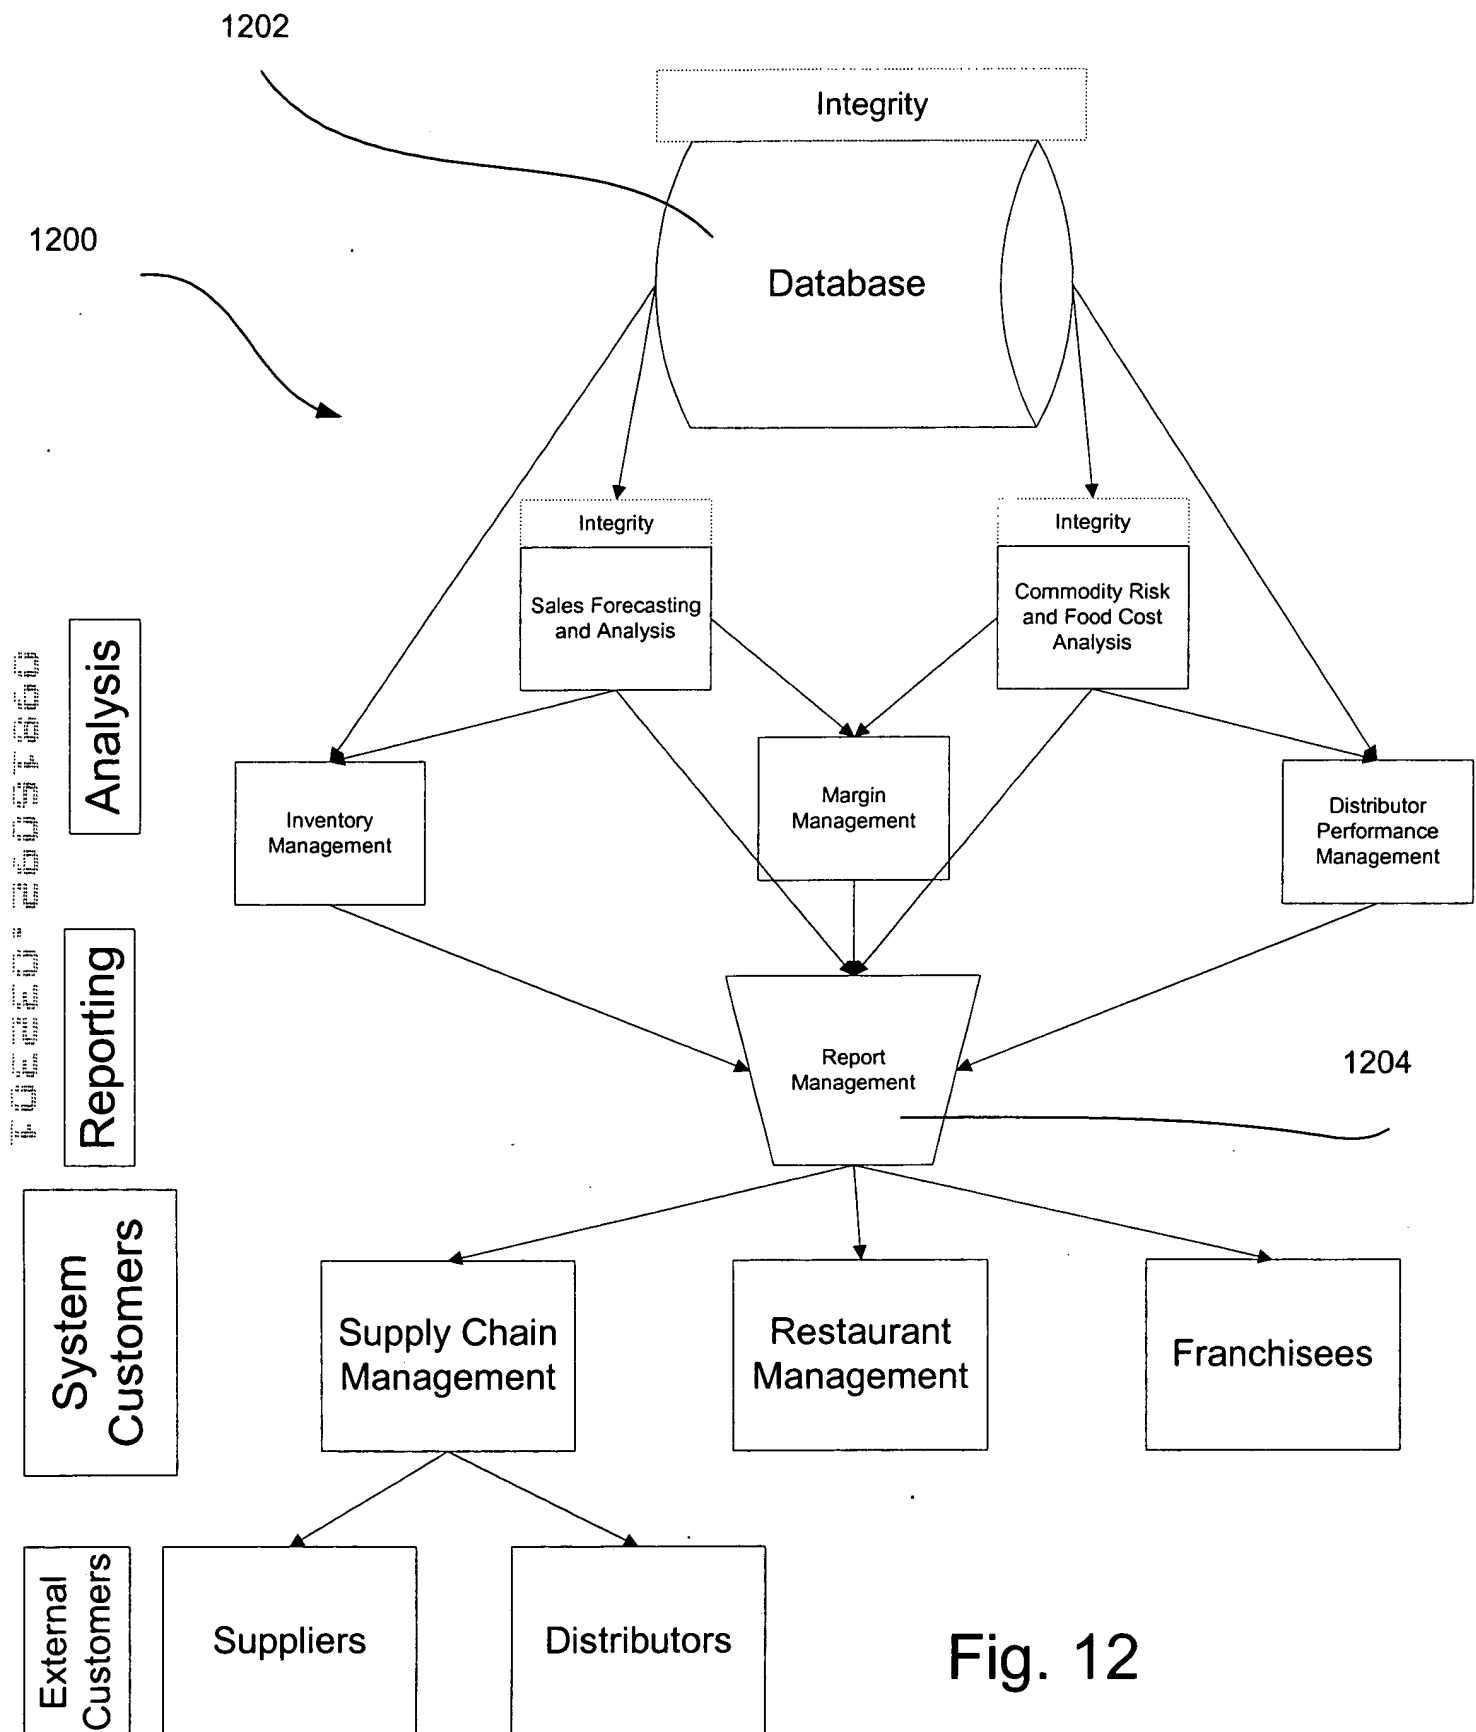 1202
Integrity
1200
Database
Integrity
Integrity
Sales Forecasting
and Analysis
Commodity Risk
and Food Cost
Analysis
Analysis
Inventory
Management
Margin
Management
Distributor
Performance
Management
Reporting
Report
Management
1204
System
Customers
Supply Chain
Management
Restaurant
Management
Franchisees
External
Customers
Suppliers
Distributors
Fig. 12